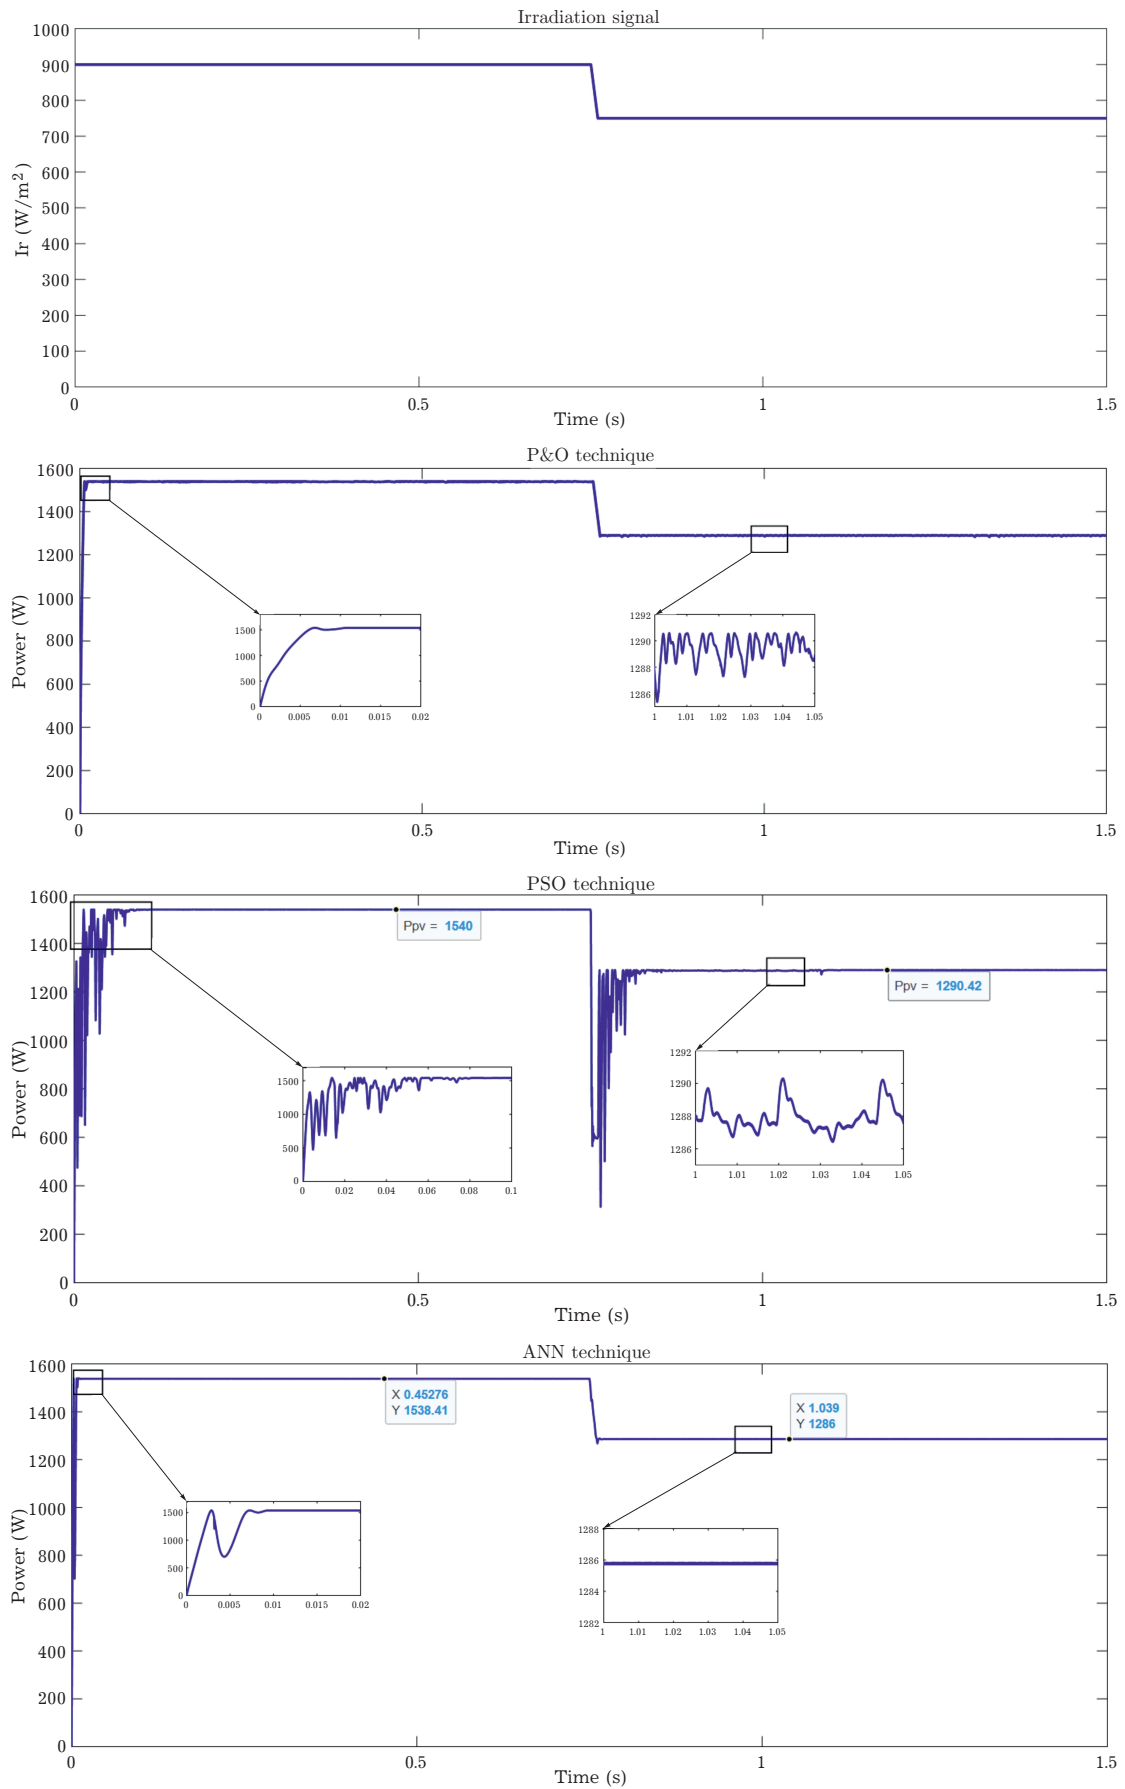 Irradiation signal
1000
900
800
700
600
500
400
300
200
100
0
Ir (W/m²)
0 0.5 1 1.5
Time (s)
P&O technique
1600
1400
1200
1000
800
600
400
200
0
Power (W)
1500
1000
500
0
0 0.005 0.01 0.015 0.02
1292
1290
1288
1286
1 1.01 1.02 1.03 1.04 1.05
0 0.5 1 1.5
Time (s)
PSO technique
1600
1400
1200
1000
800
600
400
200
0
Power (W)
Ppv = 1540
Ppv = 1290.42
1500
1000
500
0
0 0.02 0.04 0.06 0.08 0.1
1292
1290
1288
1286
1 1.01 1.02 1.03 1.04 1.05
0 0.5 1 1.5
Time (s)
ANN technique
1600
1400
1200
1000
800
600
400
200
0
Power (W)
X 0.45276
Y 1538.41
X 1.039
Y 1286
1500
1000
500
0
0 0.005 0.01 0.015 0.02
1288
1286
1284
1282
1 1.01 1.02 1.03 1.04 1.05
0 0.5 1 1.5
Time (s)